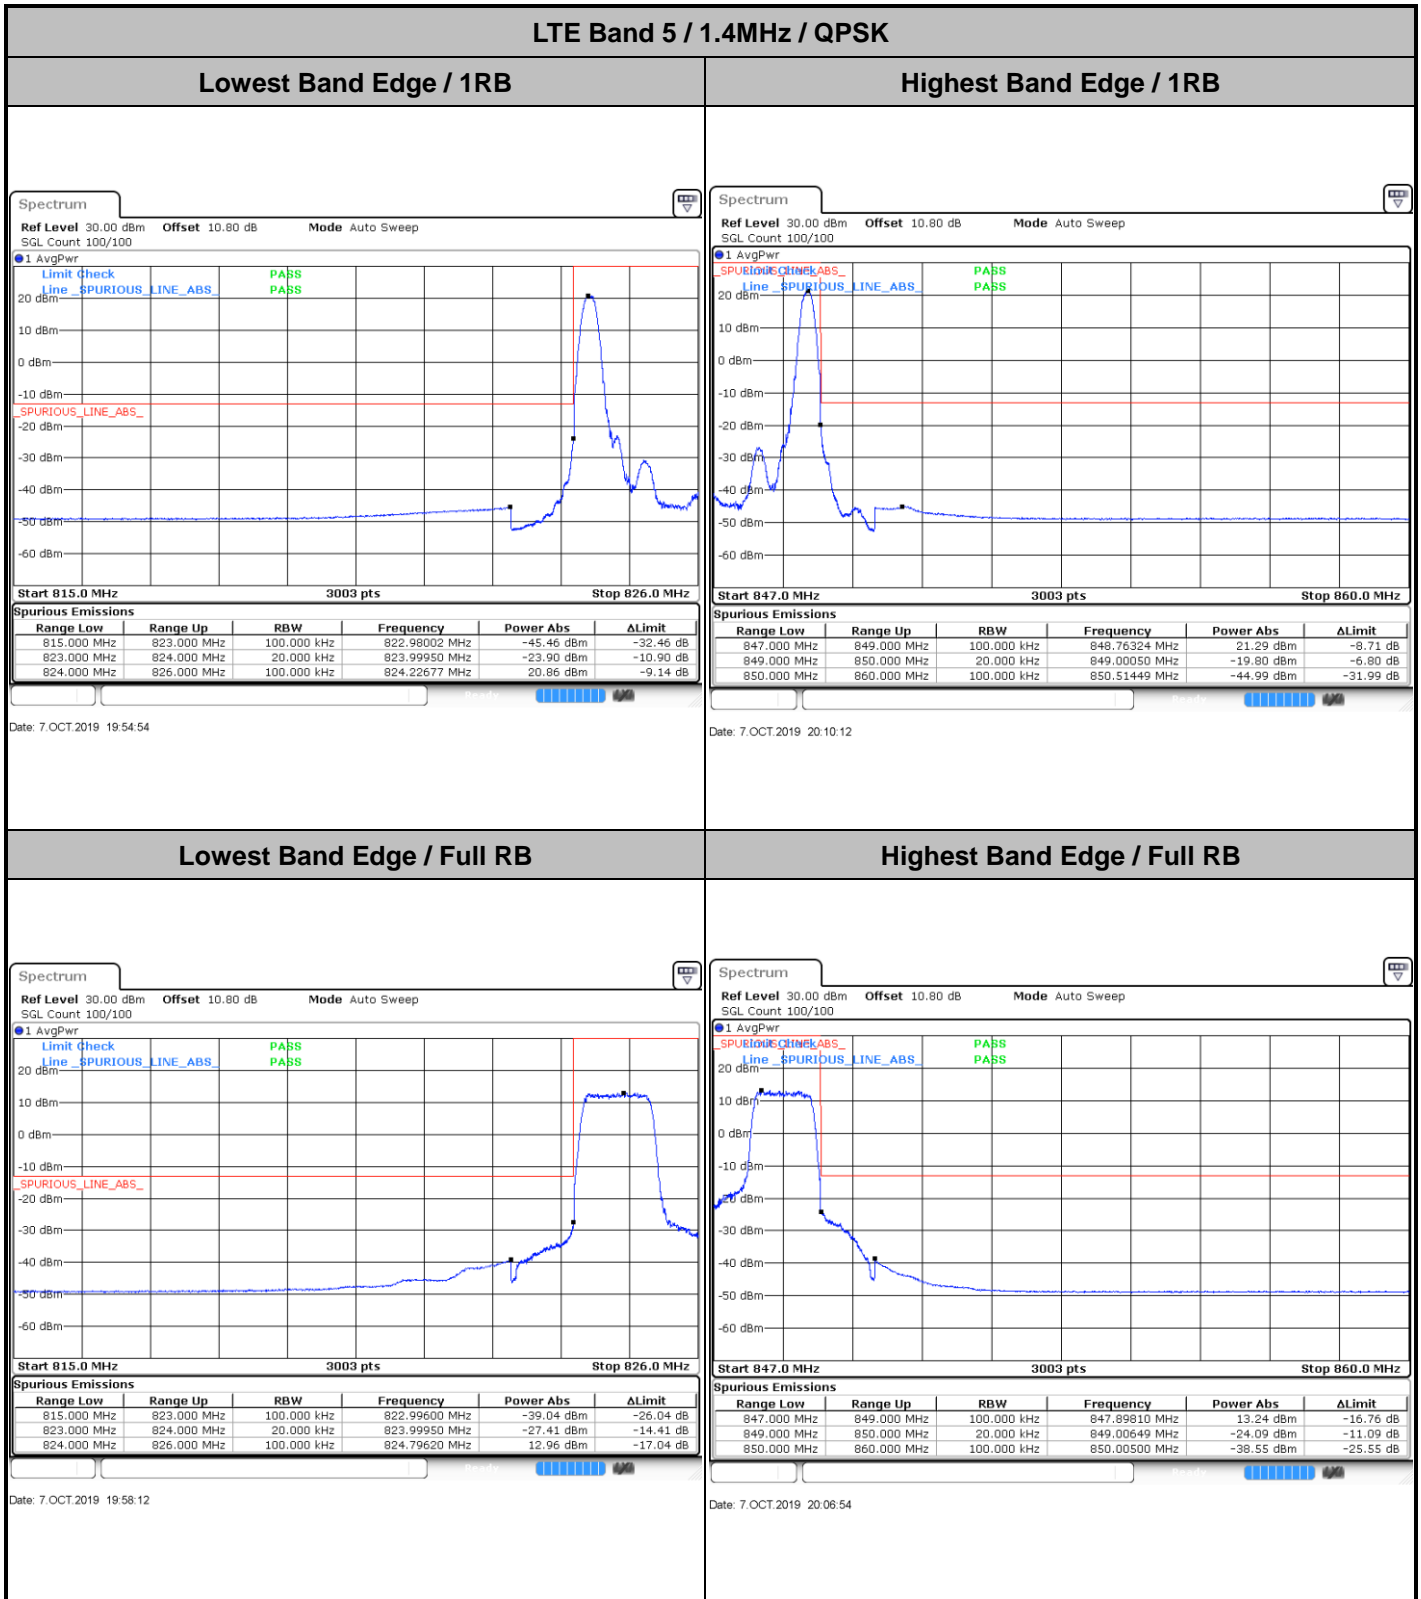 LTE Band 5 / 1.4MHz / QPSK
Lowest Band Edge / 1RB
Highest Band Edge / 1RB
Spectrum
Ref Level 30.00 dBm Offset 10.80 dB Mode Auto Sweep
SGL Count 100/100
1 AvgPwr
Limit Check PASS
Line _SPURIOUS_LINE_ABS_ PASS
20 dBm
10 dBm
0 dBm
-10 dBm
_SPURIOUS_LINE_ABS_
-20 dBm
-30 dBm
-40 dBm
-50 dBm
-60 dBm
Start 815.0 MHz 3003 pts Stop 826.0 MHz
Spurious Emissions
Range Low Range Up RBW Frequency Power Abs ΔLimit
815.000 MHz 823.000 MHz 100.000 kHz 822.98002 MHz -45.46 dBm -32.46 dB
823.000 MHz 824.000 MHz 20.000 kHz 823.99950 MHz -23.90 dBm -10.90 dB
824.000 MHz 826.000 MHz 100.000 kHz 824.22677 MHz 20.86 dBm -9.14 dB
Ready
Date: 7.OCT.2019 19:54:54
Spectrum
Ref Level 30.00 dBm Offset 10.80 dB Mode Auto Sweep
SGL Count 100/100
1 AvgPwr
_SPURIOUS_LINE_ABS_
Limit Check PASS
Line _SPURIOUS_LINE_ABS_ PASS
20 dBm
10 dBm
0 dBm
-10 dBm
-20 dBm
-30 dBm
-40 dBm
-50 dBm
-60 dBm
Start 847.0 MHz 3003 pts Stop 860.0 MHz
Spurious Emissions
Range Low Range Up RBW Frequency Power Abs ΔLimit
847.000 MHz 849.000 MHz 100.000 kHz 848.76324 MHz 21.29 dBm -8.71 dB
849.000 MHz 850.000 MHz 20.000 kHz 849.00050 MHz -19.80 dBm -6.80 dB
850.000 MHz 860.000 MHz 100.000 kHz 850.51449 MHz -44.99 dBm -31.99 dB
Ready
Date: 7.OCT.2019 20:10:12
Lowest Band Edge / Full RB
Highest Band Edge / Full RB
Spectrum
Ref Level 30.00 dBm Offset 10.80 dB Mode Auto Sweep
SGL Count 100/100
1 AvgPwr
Limit Check PASS
Line _SPURIOUS_LINE_ABS_ PASS
20 dBm
10 dBm
0 dBm
-10 dBm
_SPURIOUS_LINE_ABS_
-20 dBm
-30 dBm
-40 dBm
-50 dBm
-60 dBm
Start 815.0 MHz 3003 pts Stop 826.0 MHz
Spurious Emissions
Range Low Range Up RBW Frequency Power Abs ΔLimit
815.000 MHz 823.000 MHz 100.000 kHz 822.99600 MHz -39.04 dBm -26.04 dB
823.000 MHz 824.000 MHz 20.000 kHz 823.99950 MHz -27.41 dBm -14.41 dB
824.000 MHz 826.000 MHz 100.000 kHz 824.79620 MHz 12.96 dBm -17.04 dB
Ready
Date: 7.OCT.2019 19:58:12
Spectrum
Ref Level 30.00 dBm Offset 10.80 dB Mode Auto Sweep
SGL Count 100/100
1 AvgPwr
_SPURIOUS_LINE_ABS_
Limit Check PASS
Line _SPURIOUS_LINE_ABS_ PASS
20 dBm
10 dBm
0 dBm
-10 dBm
-20 dBm
-30 dBm
-40 dBm
-50 dBm
-60 dBm
Start 847.0 MHz 3003 pts Stop 860.0 MHz
Spurious Emissions
Range Low Range Up RBW Frequency Power Abs ΔLimit
847.000 MHz 849.000 MHz 100.000 kHz 847.89810 MHz 13.24 dBm -16.76 dB
849.000 MHz 850.000 MHz 20.000 kHz 849.00649 MHz -24.09 dBm -11.09 dB
850.000 MHz 860.000 MHz 100.000 kHz 850.00500 MHz -38.55 dBm -25.55 dB
Ready
Date: 7.OCT.2019 20:06:54